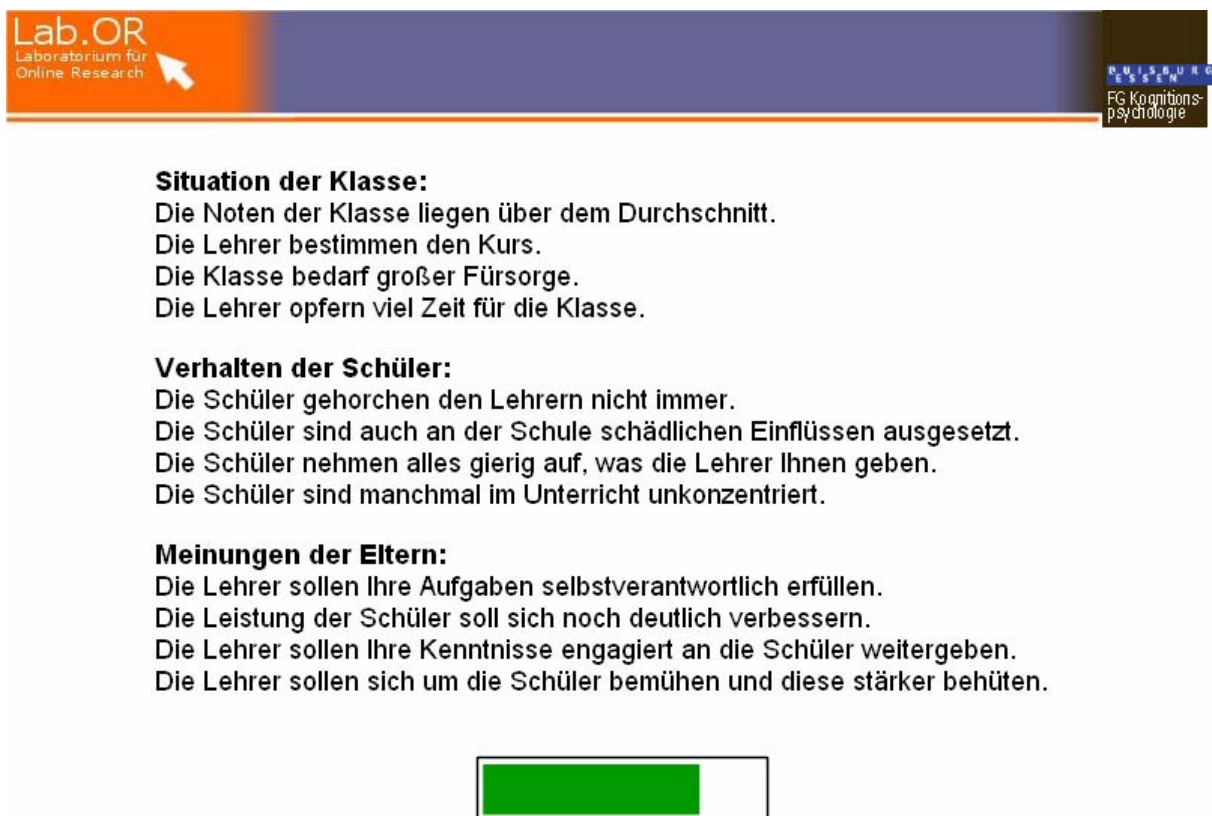 Lab.OR
Laboratorium für
Online Research
DUISBURG
ESSEN
FG Kognitions-
psychologie
Situation der Klasse:
Die Noten der Klasse liegen über dem Durchschnitt.
Die Lehrer bestimmen den Kurs.
Die Klasse bedarf großer Fürsorge.
Die Lehrer opfern viel Zeit für die Klasse.
Verhalten der Schüler:
Die Schüler gehorchen den Lehrern nicht immer.
Die Schüler sind auch an der Schule schädlichen Einflüssen ausgesetzt.
Die Schüler nehmen alles gierig auf, was die Lehrer Ihnen geben.
Die Schüler sind manchmal im Unterricht unkonzentriert.
Meinungen der Eltern:
Die Lehrer sollen Ihre Aufgaben selbstverantwortlich erfüllen.
Die Leistung der Schüler soll sich noch deutlich verbessern.
Die Lehrer sollen Ihre Kenntnisse engagiert an die Schüler weitergeben.
Die Lehrer sollen sich um die Schüler bemühen und diese stärker behüten.